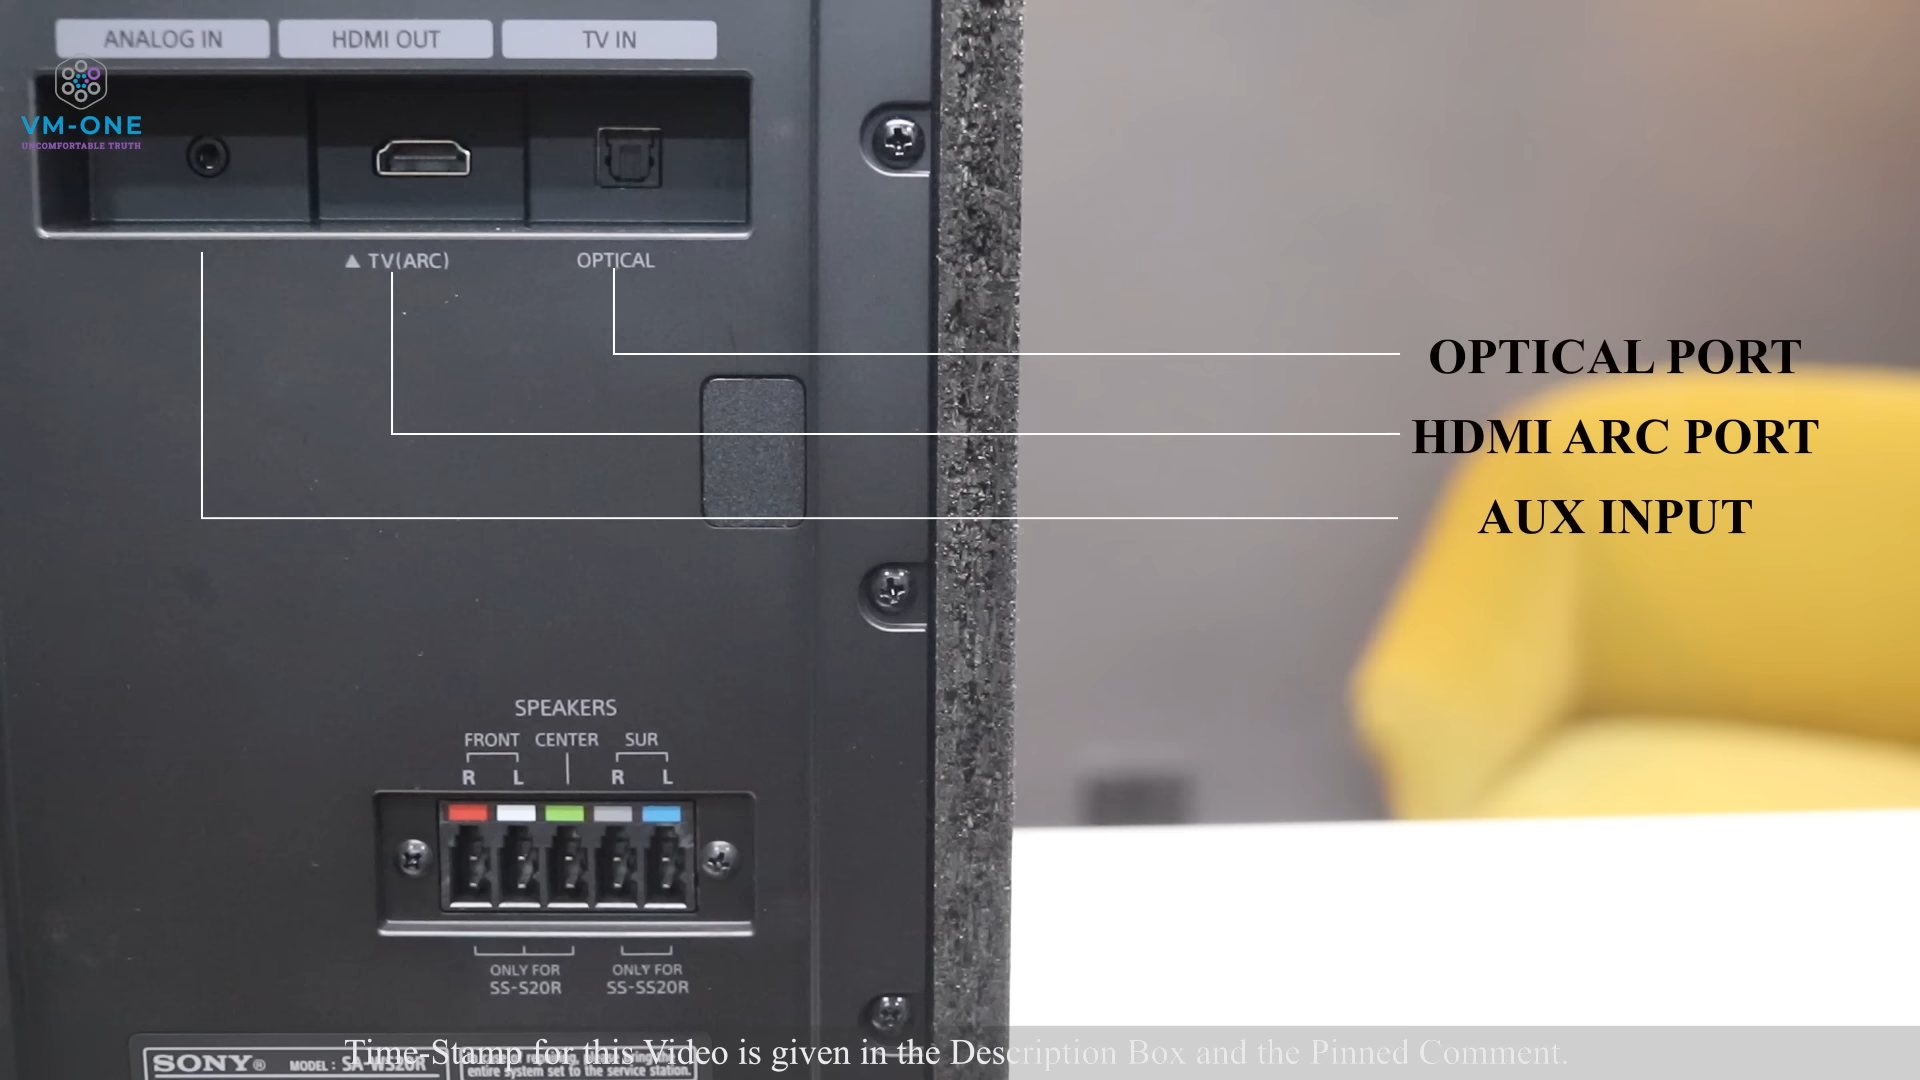 ANALOG IN
HDMI OUT
TV IN
VM-ONE
UNCOMFORTABLE TRUTH
▲ TV(ARC)
OPTICAL
OPTICAL PORT
HDMI ARC PORT
AUX INPUT
SPEAKERS
FRONT CENTER SUR
R L R L
ONLY FOR
SS-S20R
ONLY FOR
SS-SS20R
SONY® MODEL : SA-WS20R
entire system set to the service station.
Time-Stamp for this Video is given in the Description Box and the Pinned Comment.